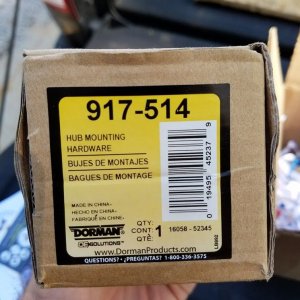 917-514
HUB MOUNTING
HARDWARE
BUJES DE MONTAJES
BAGUES DE MONTAGE
MADE IN CHINA
HECHO EN CHINA
FABRIQUÉ EN CHINE
DORMAN
OE SOLUTIONS
QTY:
CONT: 1
QTÉ:
16058 - 52345
0 19495 45237 9
www.DormanProducts.com
QUESTIONS? • ¿PREGUNTAS? 1-800-336-3575